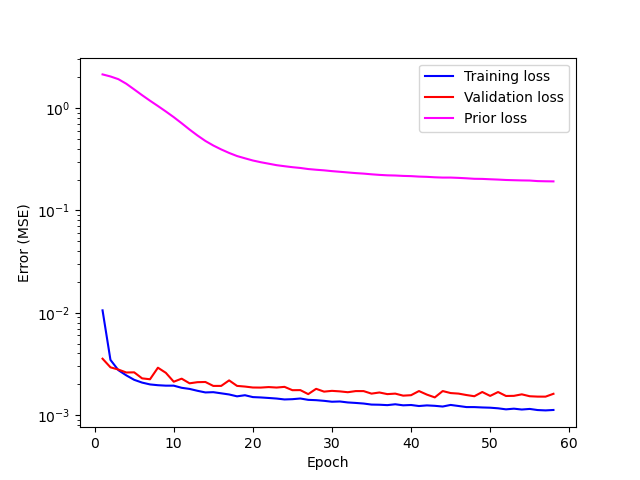 Training loss
Validation loss
Prior loss
10⁰
10⁻¹
10⁻²
10⁻³
Error (MSE)
0 10 20 30 40 50 60
Epoch